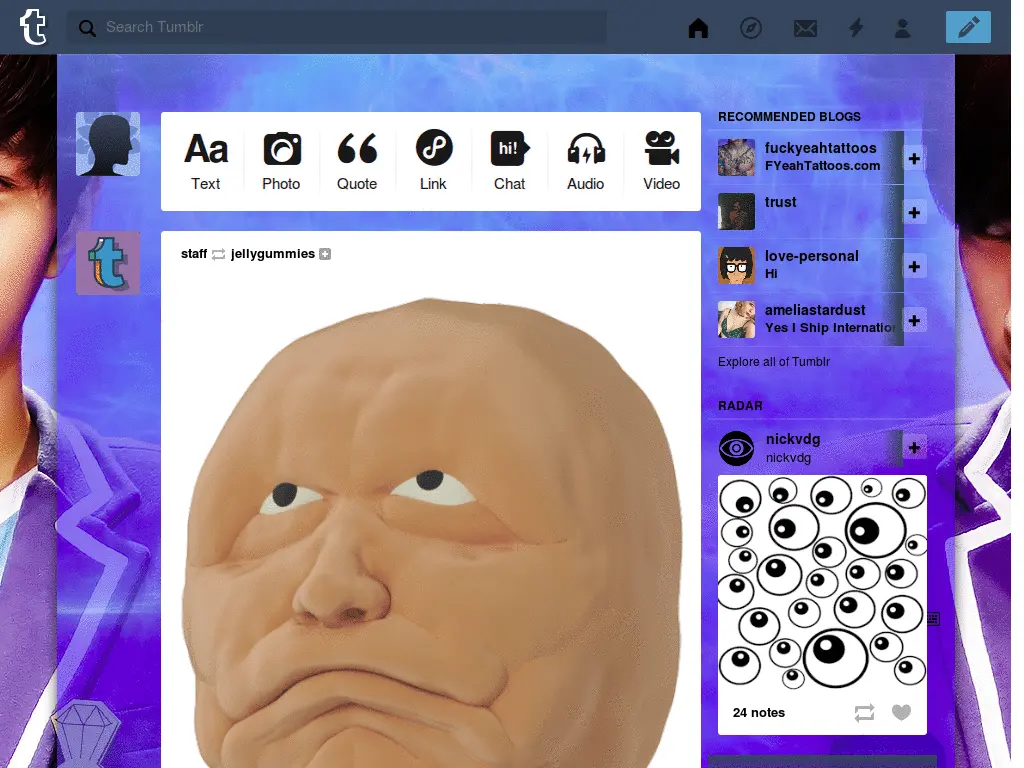 Search Tumblr
Aa
hi!
Text
Photo
Quote
Link
Chat
Audio
Video
staff jellygummies
RECOMMENDED BLOGS
fuckyeahtattoos
FYeahTattoos.com
trust
love-personal
Hi
ameliastardust
Yes I Ship Internation
Explore all of Tumblr
RADAR
nickvdg
nickvdg
24 notes